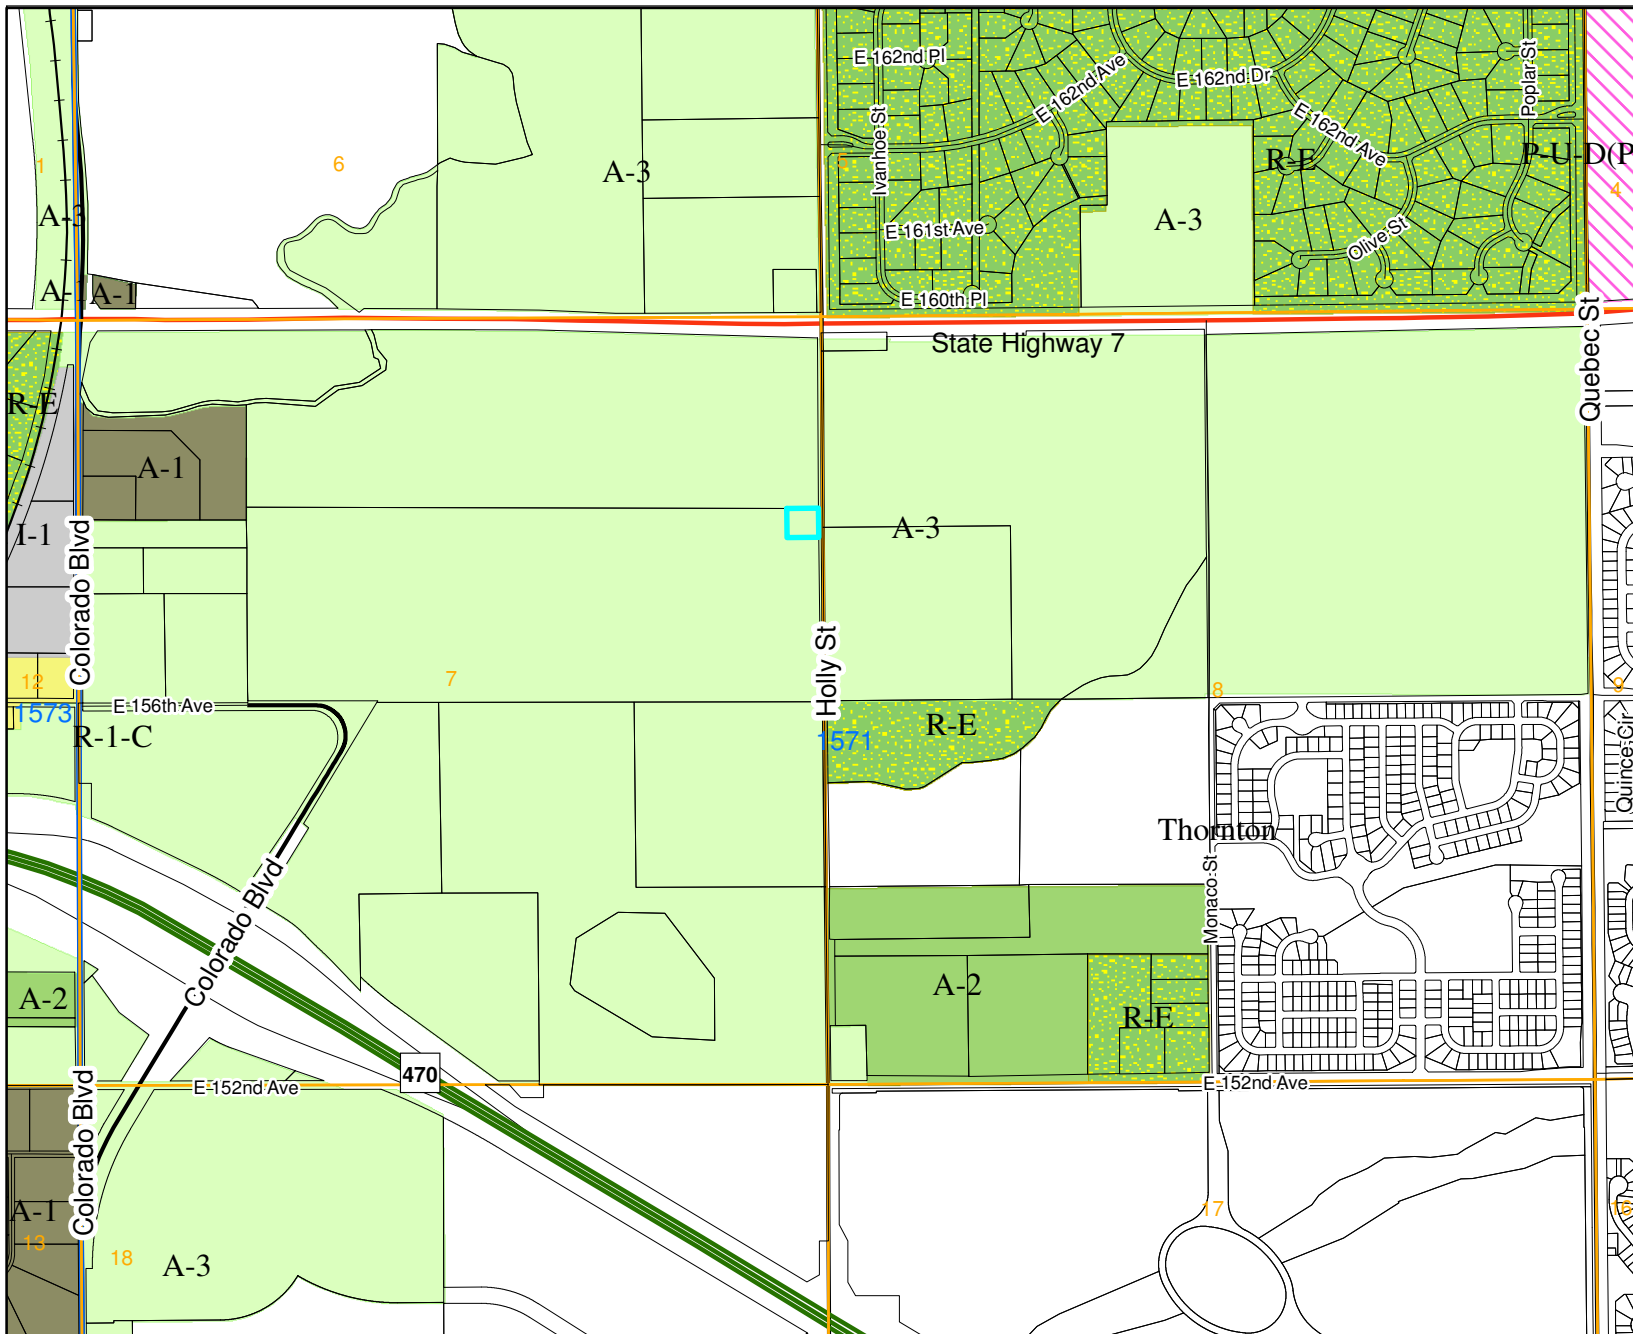 E 162nd Pl
E 162nd Ave
E 162nd Dr
Poplar St
E 162nd Ave
Ivanhoe St
1
6
A-3
5
R-E
P-U-D(P
4
A-3
A-3
E 161st Ave
Olive St
A-1
A-1
E 160th Pl
State Highway 7
Quebec St
R-E
A-1
I-1
A-3
Colorado Blvd
Holly St
12
7
8
9
E 156th Ave
1573
R-1-C
R-E
1571
Quince Cir
Thornton
Monaco St
Colorado Blvd
A-2
A-2
R-E
470
E 152nd Ave
E 152nd Ave
Colorado Blvd
A-1
17
16
13
18
A-3